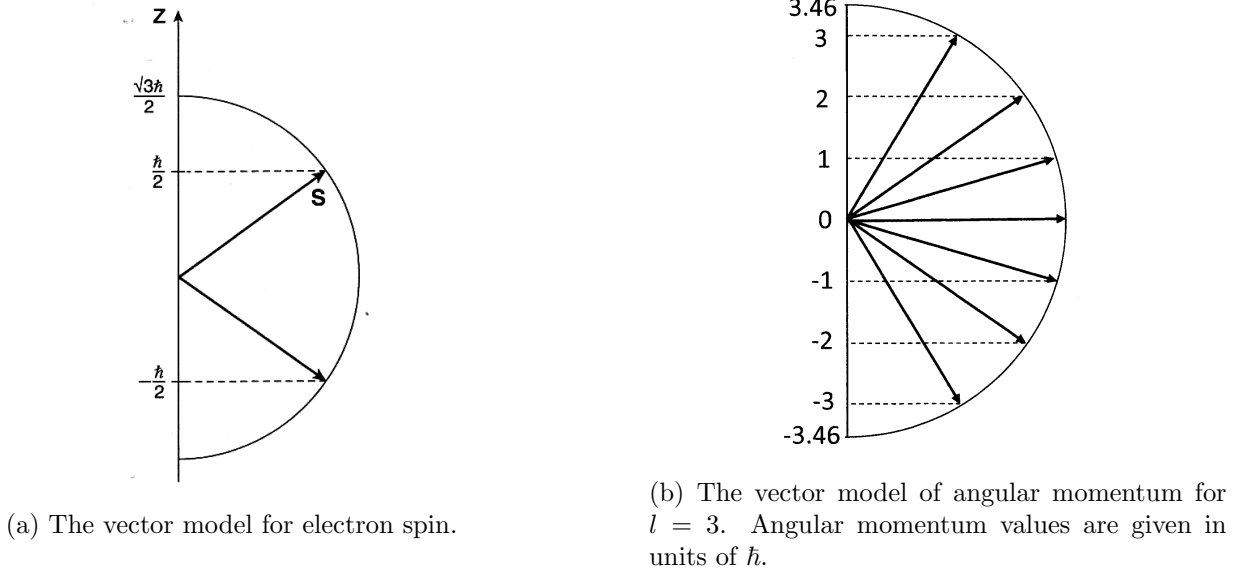 Z
√3ħ
2
ħ
2
S
-ħ
2
(a) The vector model for electron spin.
3.46
3
2
1
0
-1
-2
-3
-3.46
(b) The vector model of angular momentum for
l = 3. Angular momentum values are given in
units of ħ.